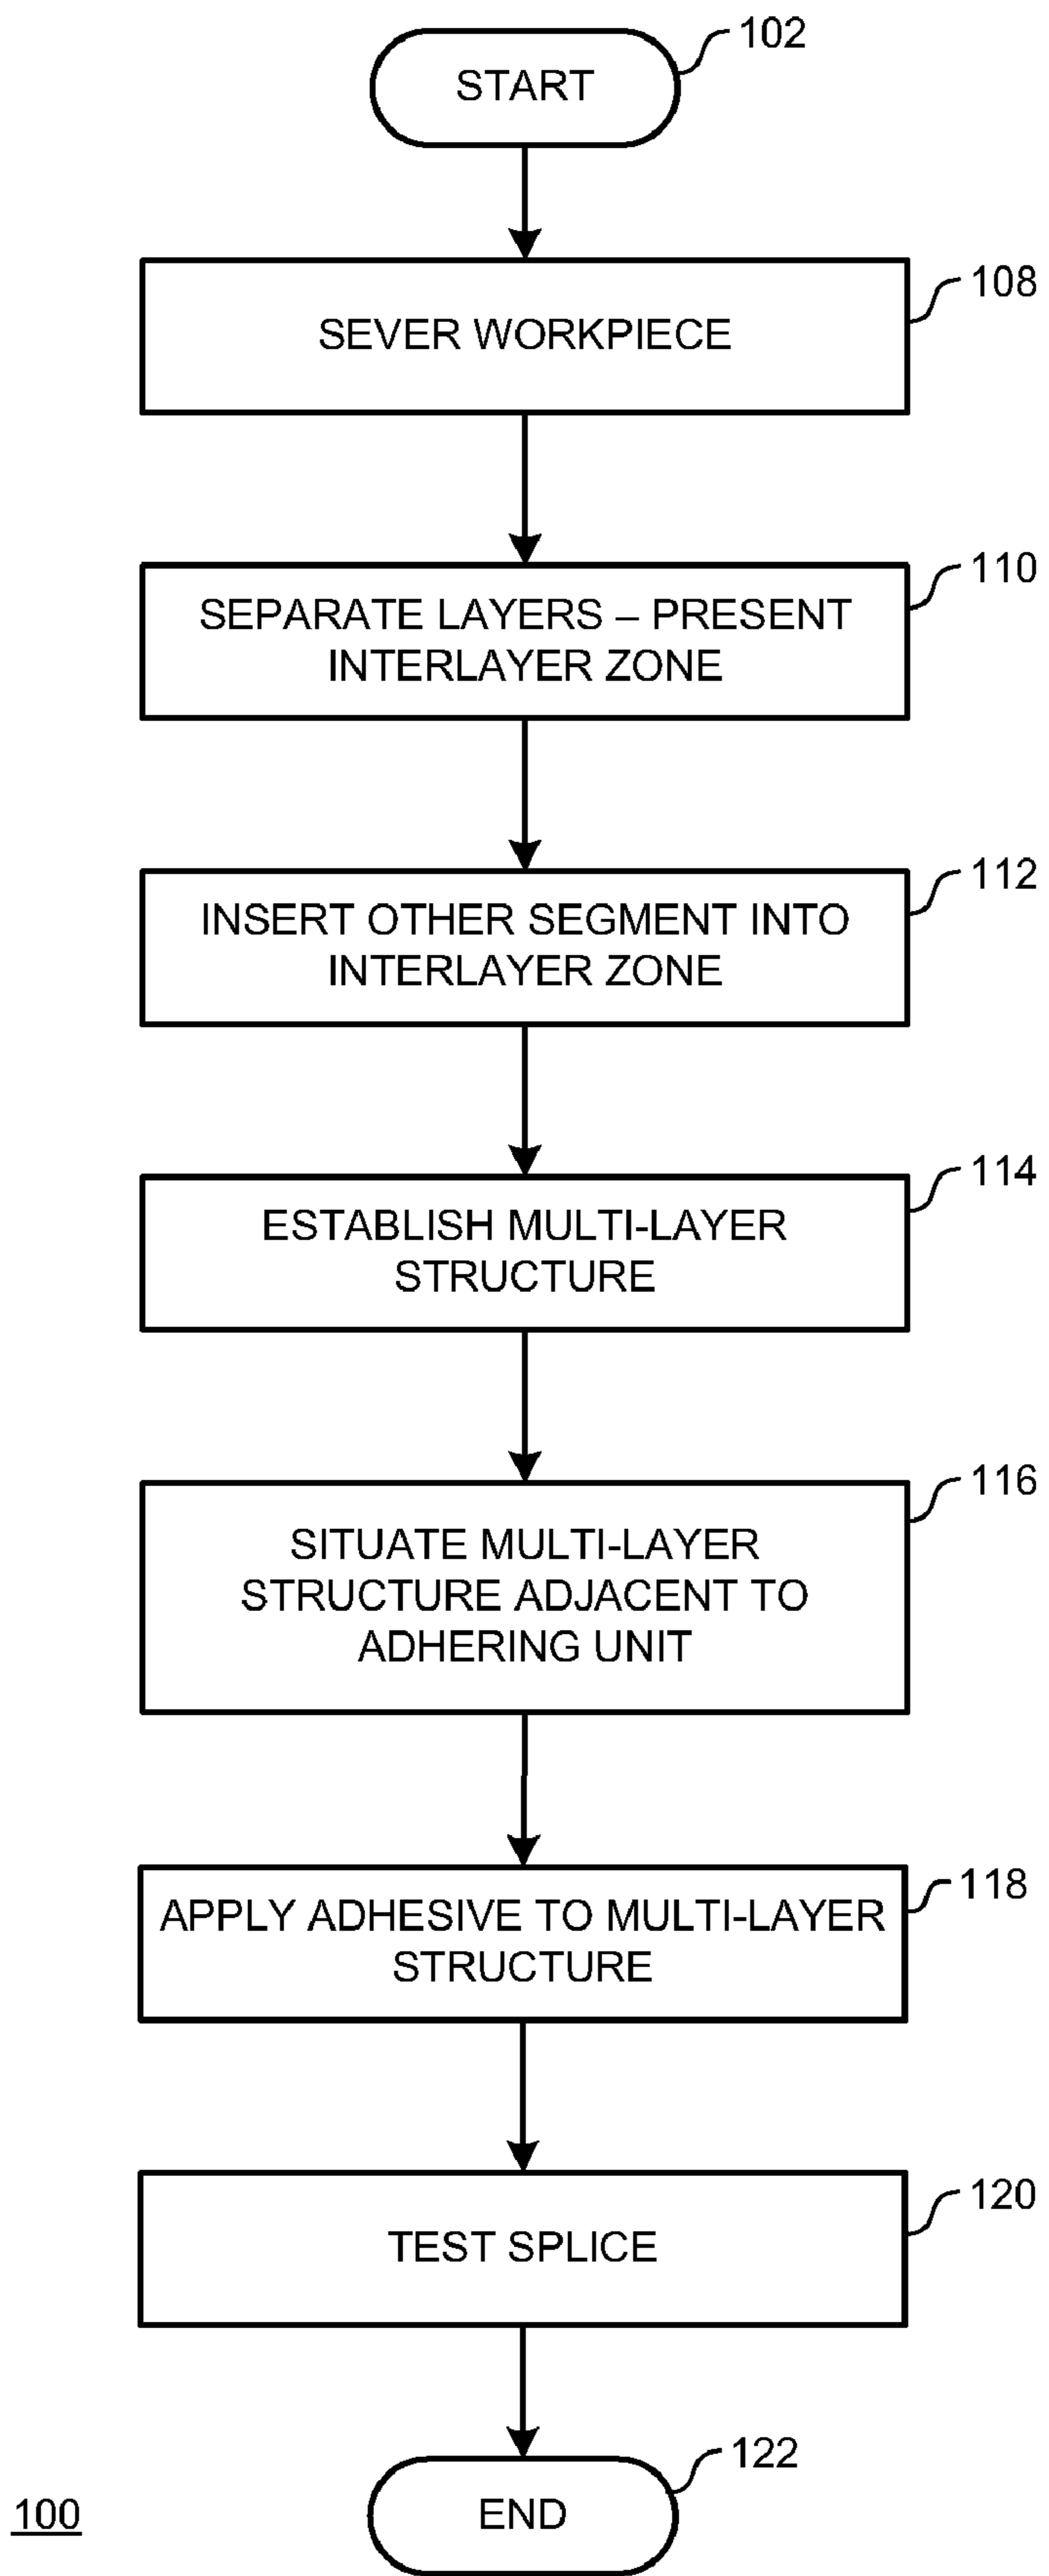 START
102
SEVER WORKPIECE
108
SEPARATE LAYERS – PRESENT
INTERLAYER ZONE
110
INSERT OTHER SEGMENT INTO
INTERLAYER ZONE
112
ESTABLISH MULTI-LAYER
STRUCTURE
114
SITUATE MULTI-LAYER
STRUCTURE ADJACENT TO
ADHERING UNIT
116
APPLY ADHESIVE TO MULTI-LAYER
STRUCTURE
118
TEST SPLICE
120
END
122
100